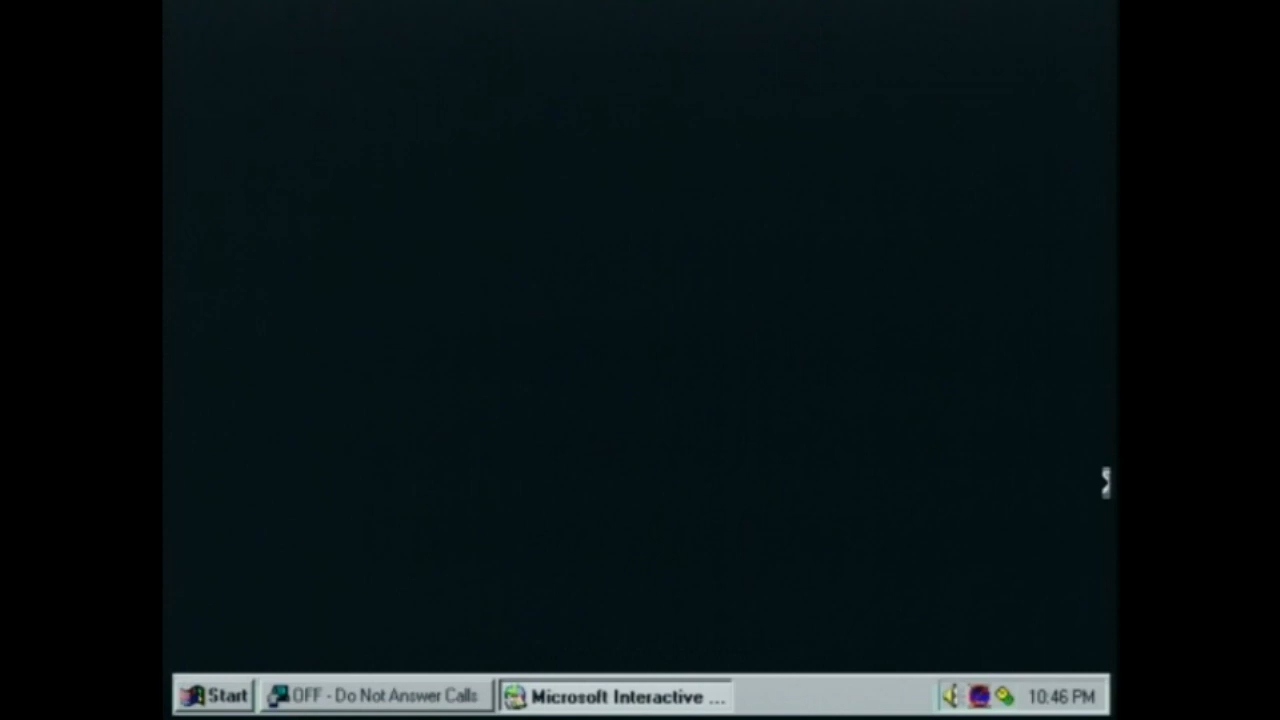 Start
OFF - Do Not Answer Calls
Microsoft Interactive ...
10:46 PM